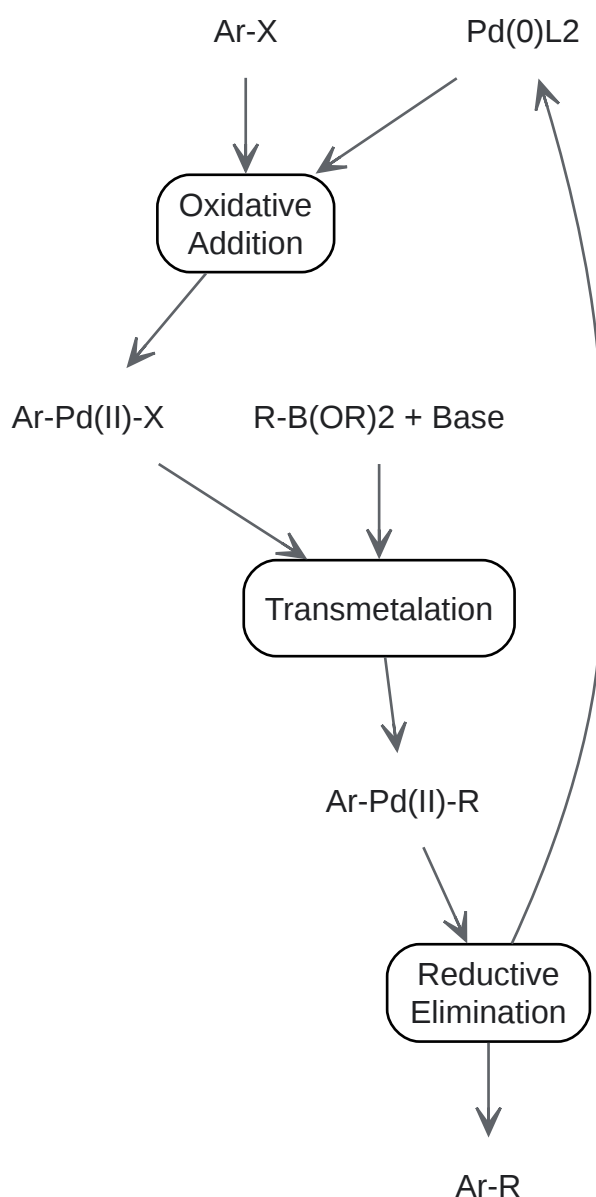 Ar-X
Pd(0)L2
Oxidative
Addition
Ar-Pd(II)-X
R-B(OR)2 + Base
Transmetalation
Ar-Pd(II)-R
Reductive
Elimination
Ar-R